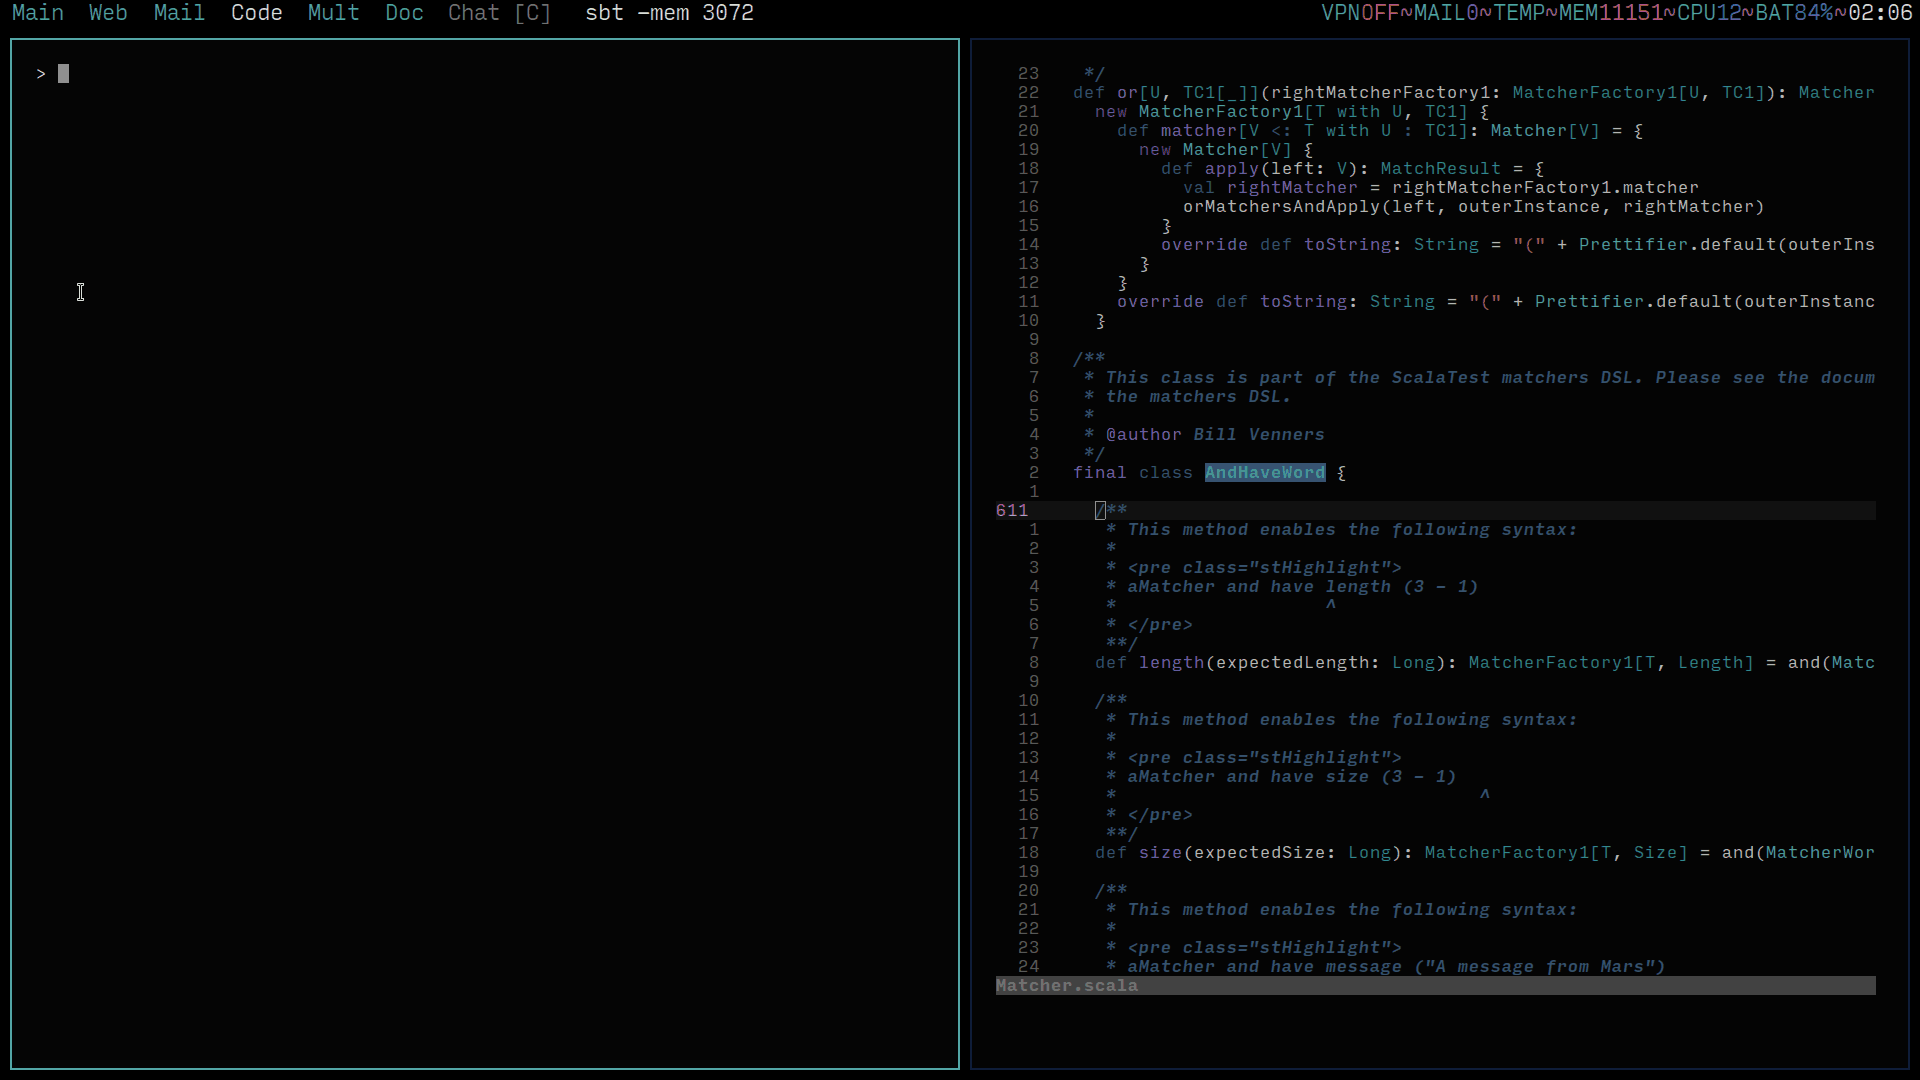 Main Web Mail Code Mult Doc Chat [C] sbt -mem 3072 VPNOFF~MAIL0~TEMP~MEM11151~CPU12~BAT84%~02:06
>
23 */
22 def or[U, TC1[_]](rightMatcherFactory1: MatcherFactory1[U, TC1]): Matcher
21 new MatcherFactory1[T with U, TC1] {
20 def matcher[V <: T with U : TC1]: Matcher[V] = {
19 new Matcher[V] {
18 def apply(left: V): MatchResult = {
17 val rightMatcher = rightMatcherFactory1.matcher
16 orMatchersAndApply(left, outerInstance, rightMatcher)
15 }
14 override def toString: String = "(" + Prettifier.default(outerIns
13 }
12 }
11 override def toString: String = "(" + Prettifier.default(outerInstanc
10 }
9
8 /**
7 * This class is part of the ScalaTest matchers DSL. Please see the docum
6 * the matchers DSL.
5 *
4 * @author Bill Venners
3 */
2 final class AndHaveWord {
1
611 /**
1 * This method enables the following syntax:
2 *
3 * <pre class="stHighlight">
4 * aMatcher and have length (3 - 1)
5 * ^
6 * </pre>
7 **/
8 def length(expectedLength: Long): MatcherFactory1[T, Length] = and(Matc
9
10 /**
11 * This method enables the following syntax:
12 *
13 * <pre class="stHighlight">
14 * aMatcher and have size (3 - 1)
15 * ^
16 * </pre>
17 **/
18 def size(expectedSize: Long): MatcherFactory1[T, Size] = and(MatcherWor
19
20 /**
21 * This method enables the following syntax:
22 *
23 * <pre class="stHighlight">
24 * aMatcher and have message ("A message from Mars")
Matcher.scala